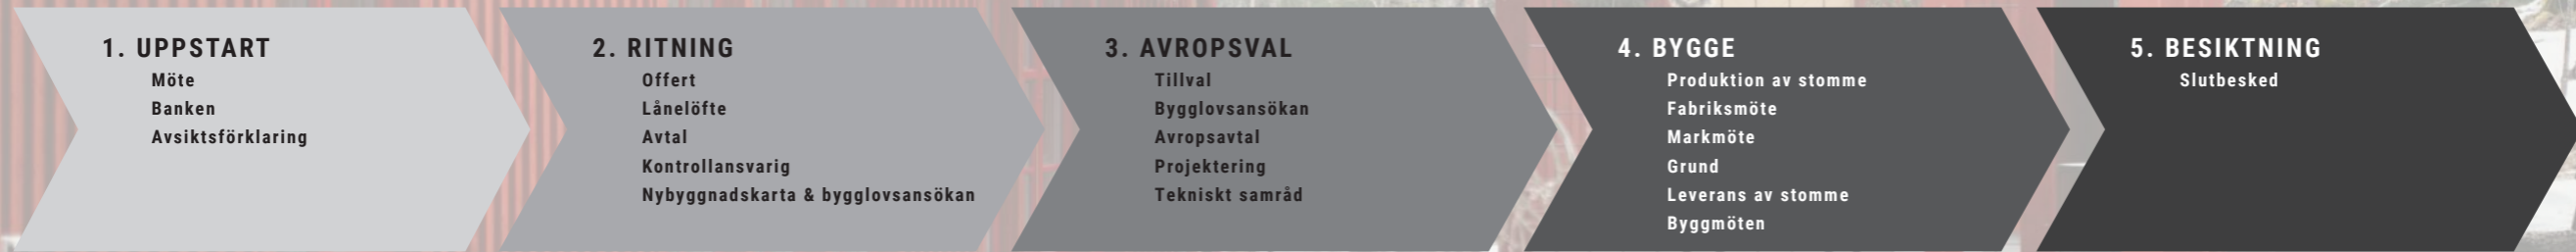 1. UPPSTART
Möte
Banken
Avsiktsförklaring
2. RITNING
Offert
Lånelöfte
Avtal
Kontrollansvarig
Nybyggnadskarta & bygglovsansökan
3. AVROPSVAL
Tillval
Bygglovsansökan
Avropsavtal
Projektering
Tekniskt samråd
4. BYGGE
Produktion av stomme
Fabriksmöte
Markmöte
Grund
Leverans av stomme
Byggmöten
5. BESIKTNING
Slutbesked